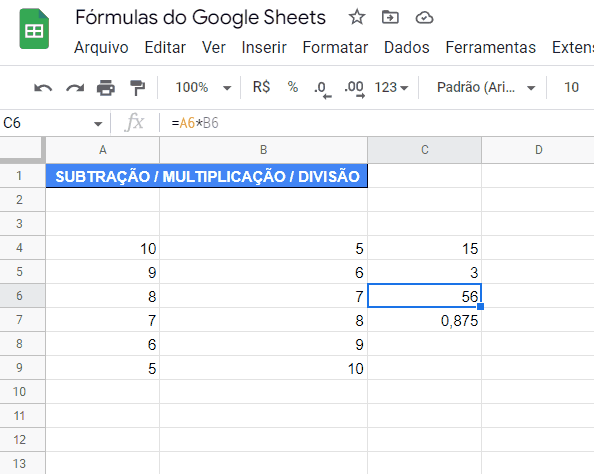 Fórmulas do Google Sheets
Arquivo Editar Ver Inserir Formatar Dados Ferramentas Exten
100% R$ % .0 .00 123 Padrão (Ari... 10
C6 fx =A6*B6
A B C D
1 SUBTRAÇÃO / MULTIPLICAÇÃO / DIVISÃO
2
3
4 10 5 15
5 9 6 3
6 8 7 56
7 7 8 0,875
8 6 9
9 5 10
10
11
12
13